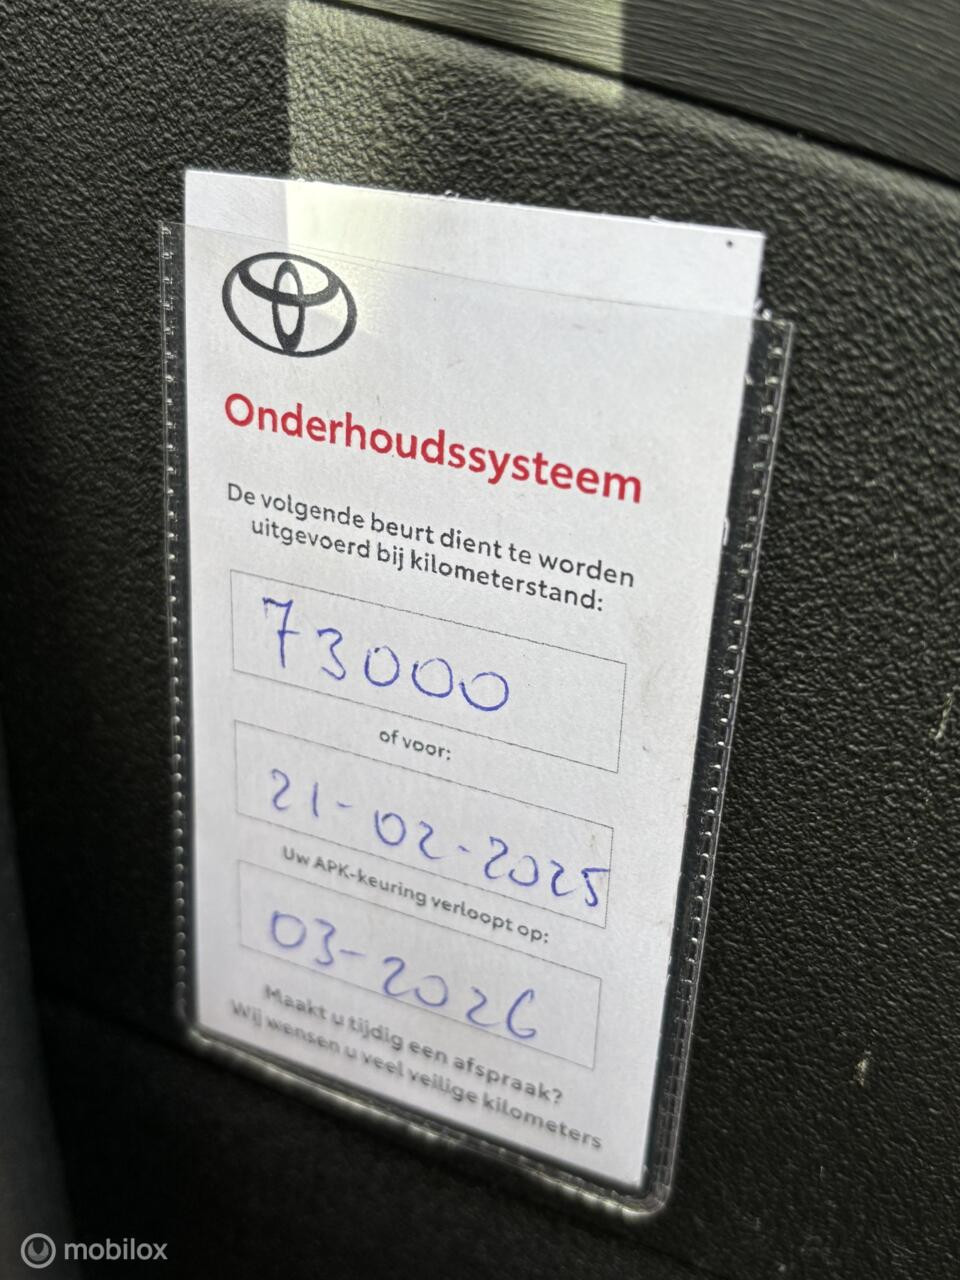 Onderhoudssysteem
De volgende beurt dient te worden
uitgevoerd bij kilometerstand:
73000
of voor:
21-02-2025
Uw APK-keuring verloopt op:
03-2026
Maakt u tijdig een afspraak?
Wij wensen u veel veilige kilometers
mobilox